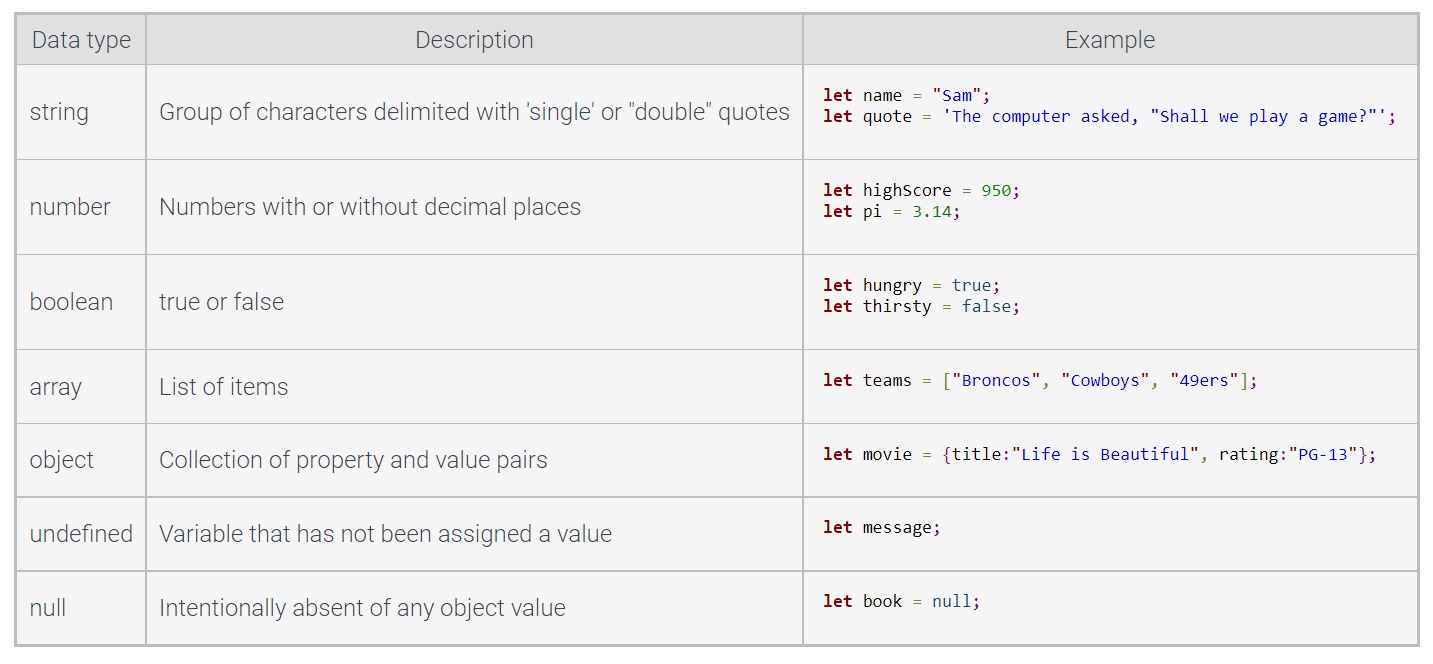 Data type Description Example
string Group of characters delimited with 'single' or "double" quotes
let name = "Sam";
let quote = 'The computer asked, "Shall we play a game?"';
number Numbers with or without decimal places
let highScore = 950;
let pi = 3.14;
boolean true or false
let hungry = true;
let thirsty = false;
array List of items
let teams = ["Broncos", "Cowboys", "49ers"];
object Collection of property and value pairs
let movie = {title:"Life is Beautiful", rating:"PG-13"};
undefined Variable that has not been assigned a value
let message;
null Intentionally absent of any object value
let book = null;